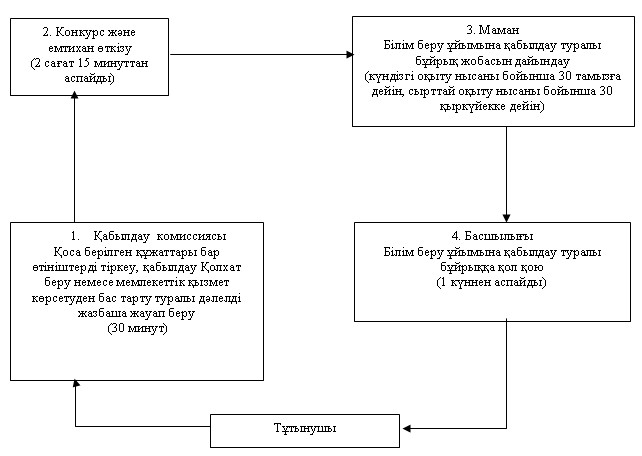 2. Конкурс және
емтихан өткізу
(2 сағат 15 минуттан
аспайды)
3. Маман
Білім беру ұйымына қабылдау туралы
бұйрық жобасын дайындау
(күндізгі оқыту нысаны бойынша 30 тамызға
дейін, сырттай оқыту нысаны бойынша 30
қыркүйекке дейін)
1. Қабылдау комиссиясы
Қоса берілген құжаттары бар
өтініштерді тіркеу, қабылдау Қолхат
беру немесе мемлекеттік қызмет
көрсетуден бас тарту туралы дәлелді
жазбаша жауап беру
(30 минут)
4. Басшылығы
Білім беру ұйымына қабылдау туралы
бұйрыққа қол қою
(1 күннен аспайды)
Тұтынушы